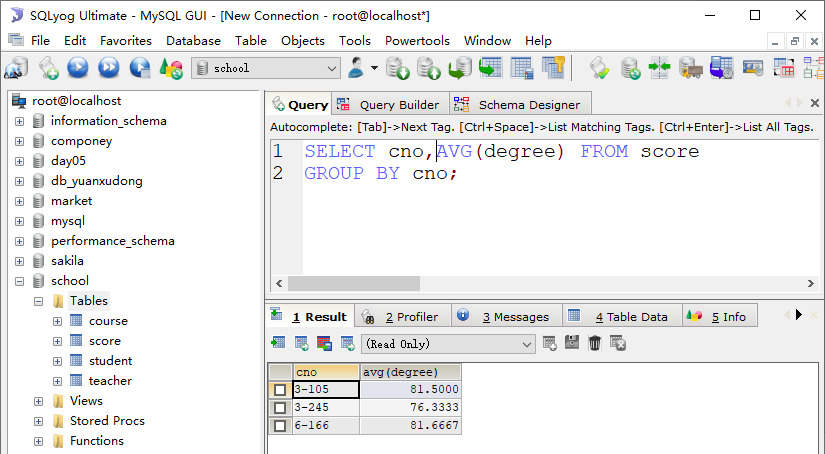 SQLyog Ultimate - MySQL GUI - [New Connection - root@localhost*]
File Edit Favorites Database Table Objects Tools Powertools Window Help
school
root@localhost
information_schema
componey
day05
db_yuanxudong
market
mysql
performance_schema
sakila
school
Tables
course
score
student
teacher
Views
Stored Procs
Functions
Query Query Builder Schema Designer
Autocomplete: [Tab]->Next Tag. [Ctrl+Space]->List Matching Tags. [Ctrl+Enter]->List All Tags.
1 SELECT cno,AVG(degree) FROM score
2 GROUP BY cno;
1 Result 2 Profiler 3 Messages 4 Table Data 5 Info
(Read Only)
cno avg(degree)
3-105 81.5000
3-245 76.3333
6-166 81.6667